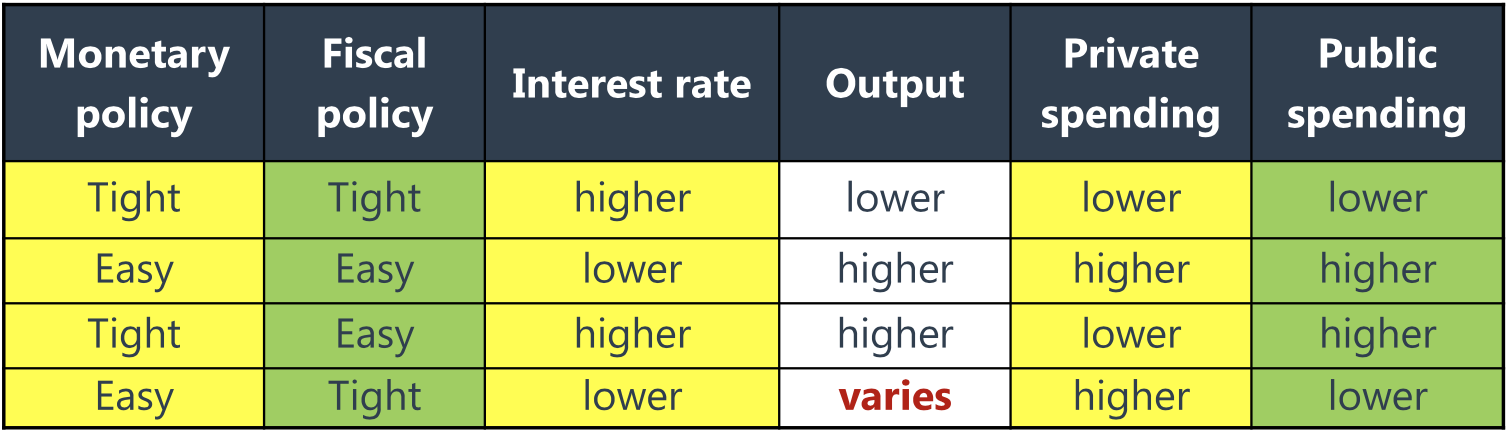 Monetary policy Fiscal policy Interest rate Output Private spending Public spending
Tight Tight higher lower lower lower
Easy Easy lower higher higher higher
Tight Easy higher higher lower higher
Easy Tight lower varies higher lower